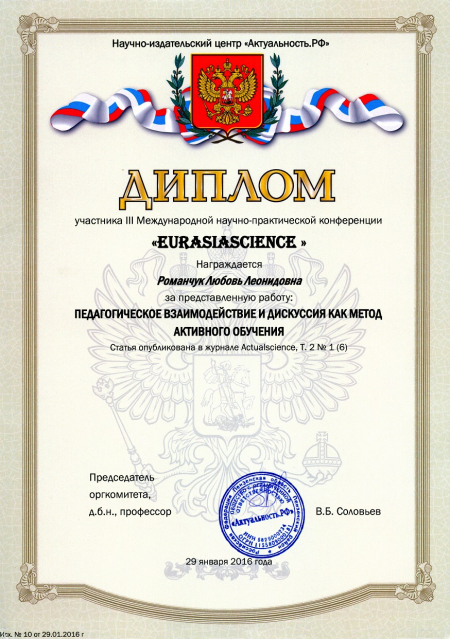 Научно-издательский центр «Актуальность.РФ»
ДИПЛОМ
участника III Международной научно-практической конференции
«EURASIASCIENCE »
Награждается
Романчук Любовь Леонидовна
за представленную работу:
ПЕДАГОГИЧЕСКОЕ ВЗАИМОДЕЙСТВИЕ И ДИСКУССИЯ КАК МЕТОД
АКТИВНОГО ОБУЧЕНИЯ
Статья опубликована в журнале Actualscience, Т. 2 № 1 (6)
Председатель
оргкомитета,
д.б.н., профессор
В.Б. Соловьев
«Актуальность.РФ»
29 января 2016 года
Исх. № 10 от 29.01.2016 г